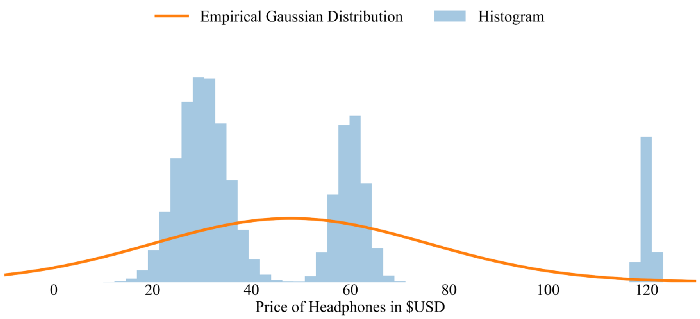 Empirical Gaussian Distribution Histogram
0 20 40 60 80 100 120
Price of Headphones in $USD